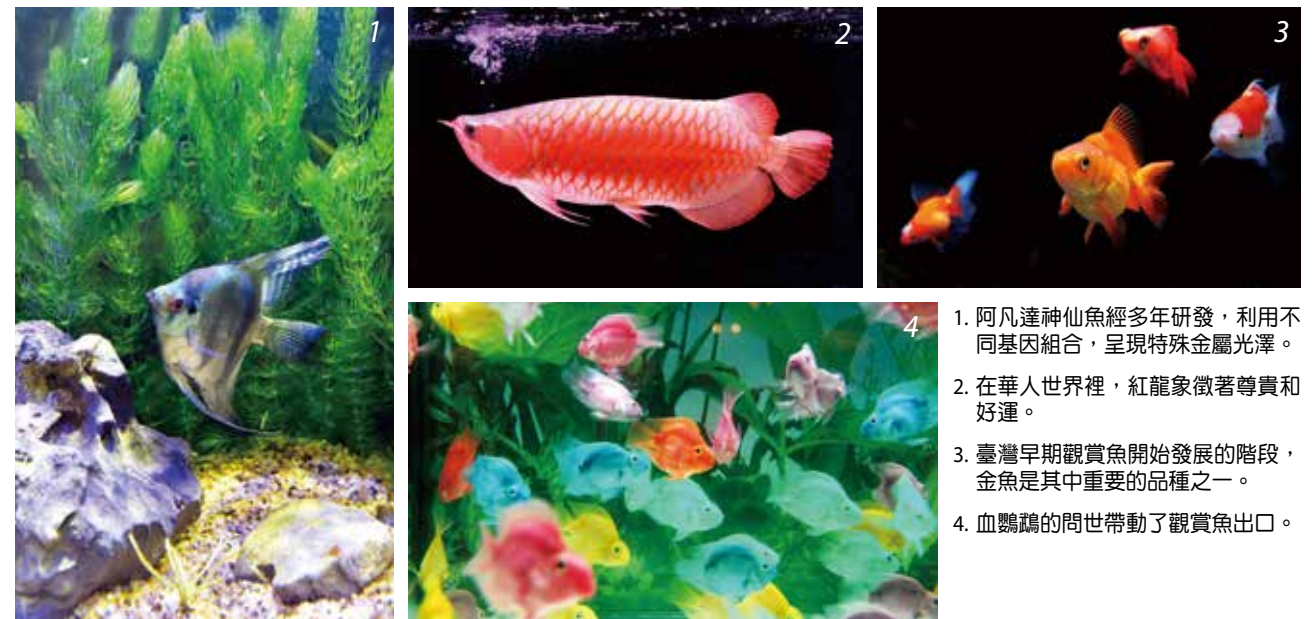 1
2
3
4
1. 阿凡達神仙魚經多年研發，利用不
同基因組合，呈現特殊金屬光澤。
2. 在華人世界裡，紅龍象徵著尊貴和
好運。
3. 臺灣早期觀賞魚開始發展的階段，
金魚是其中重要的品種之一。
4. 血鸚鵡的問世帶動了觀賞魚出口。